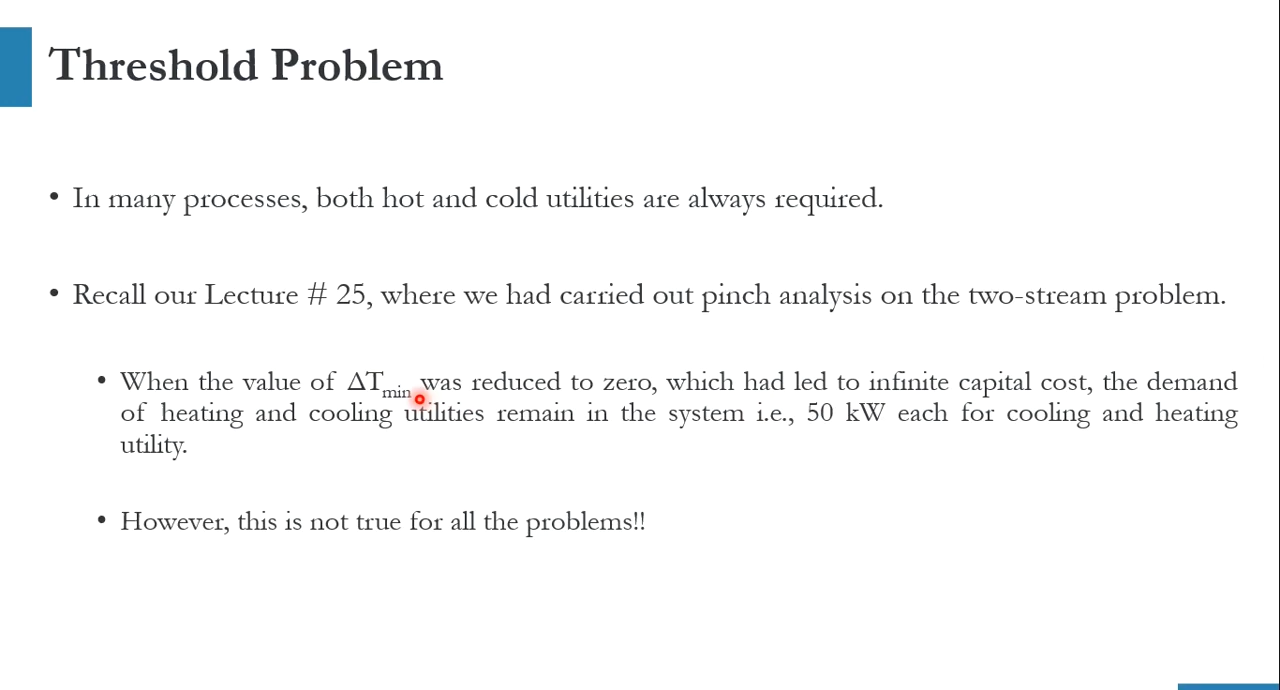 Threshold Problem
• In many processes, both hot and cold utilities are always required.
• Recall our Lecture # 25, where we had carried out pinch analysis on the two-stream problem.
• When the value of ΔTmin was reduced to zero, which had led to infinite capital cost, the demand
of heating and cooling utilities remain in the system i.e., 50 kW each for cooling and heating
utility.
• However, this is not true for all the problems!!